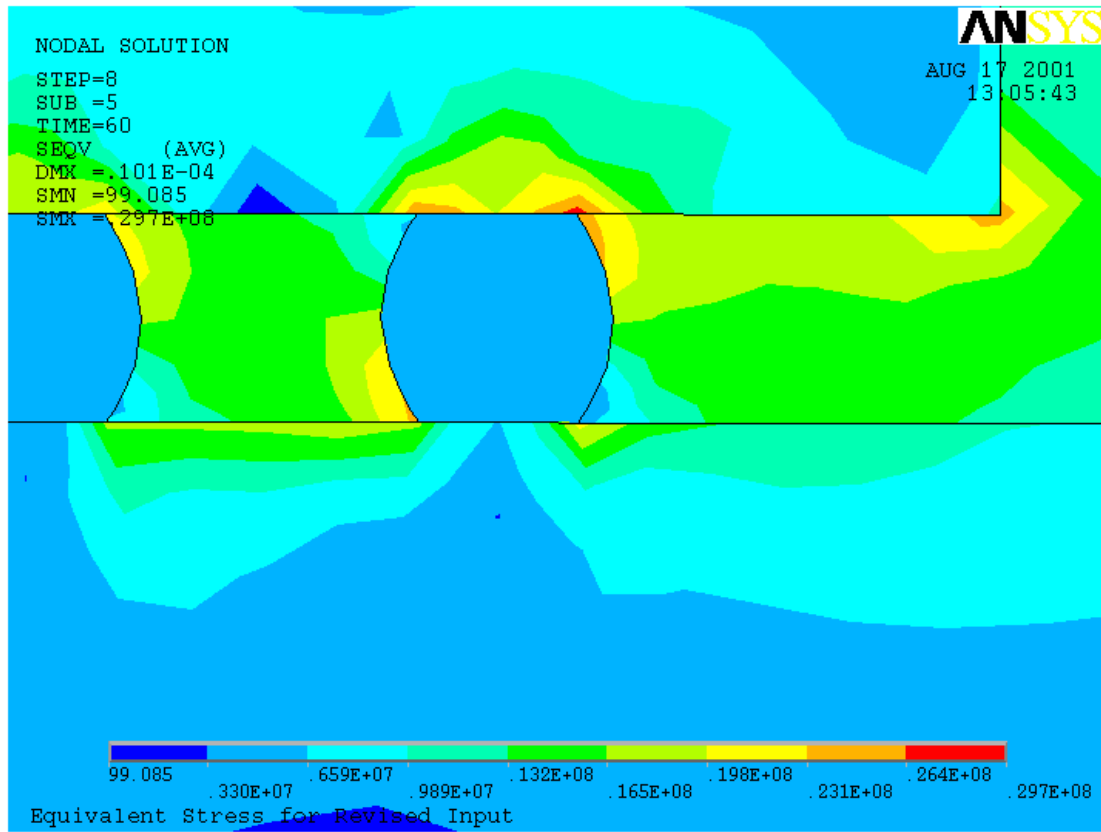 ANSYS
NODAL SOLUTION
STEP=8
SUB =5
TIME=60
SEQV (AVG)
DMX =.101E-04
SMN =99.085
SMX =.297E+08
AUG 17 2001
13:05:43
99.085 .659E+07 .132E+08 .198E+08 .264E+08
.330E+07 .989E+07 .165E+08 .231E+08 .297E+08
Equivalent Stress for Revised Input